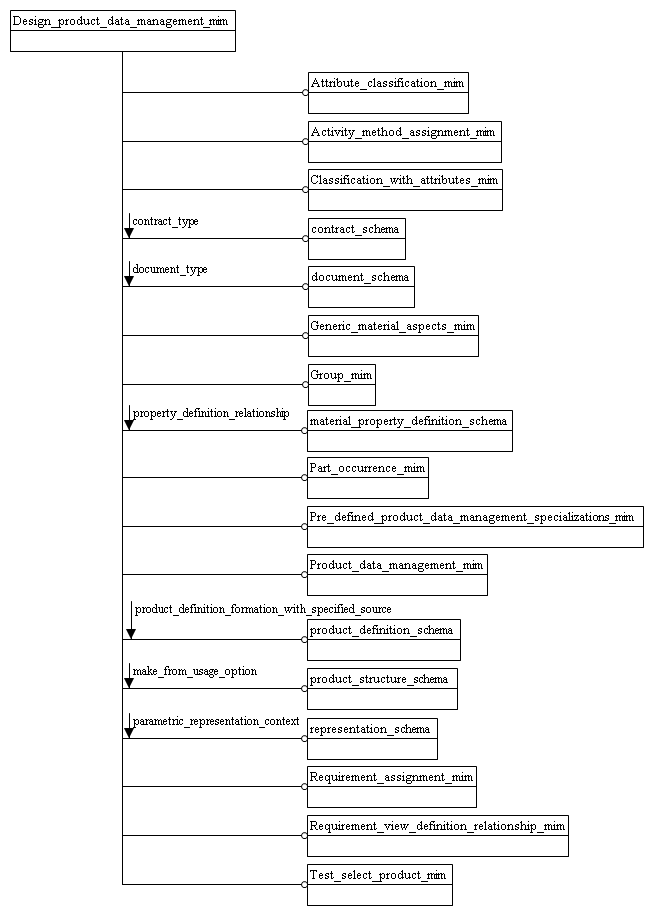 Design_product_data_management_mim
Attribute_classification_mim
Activity_method_assignment_mim
Classification_with_attributes_mim
contract_type
contract_schema
document_type
document_schema
Generic_material_aspects_mim
Group_mim
property_definition_relationship
material_property_definition_schema
Part_occurrence_mim
Pre_defined_product_data_management_specializations_mim
Product_data_management_mim
product_definition_formation_with_specified_source
product_definition_schema
make_from_usage_option
product_structure_schema
parametric_representation_context
representation_schema
Requirement_assignment_mim
Requirement_view_definition_relationship_mim
Test_select_product_mim